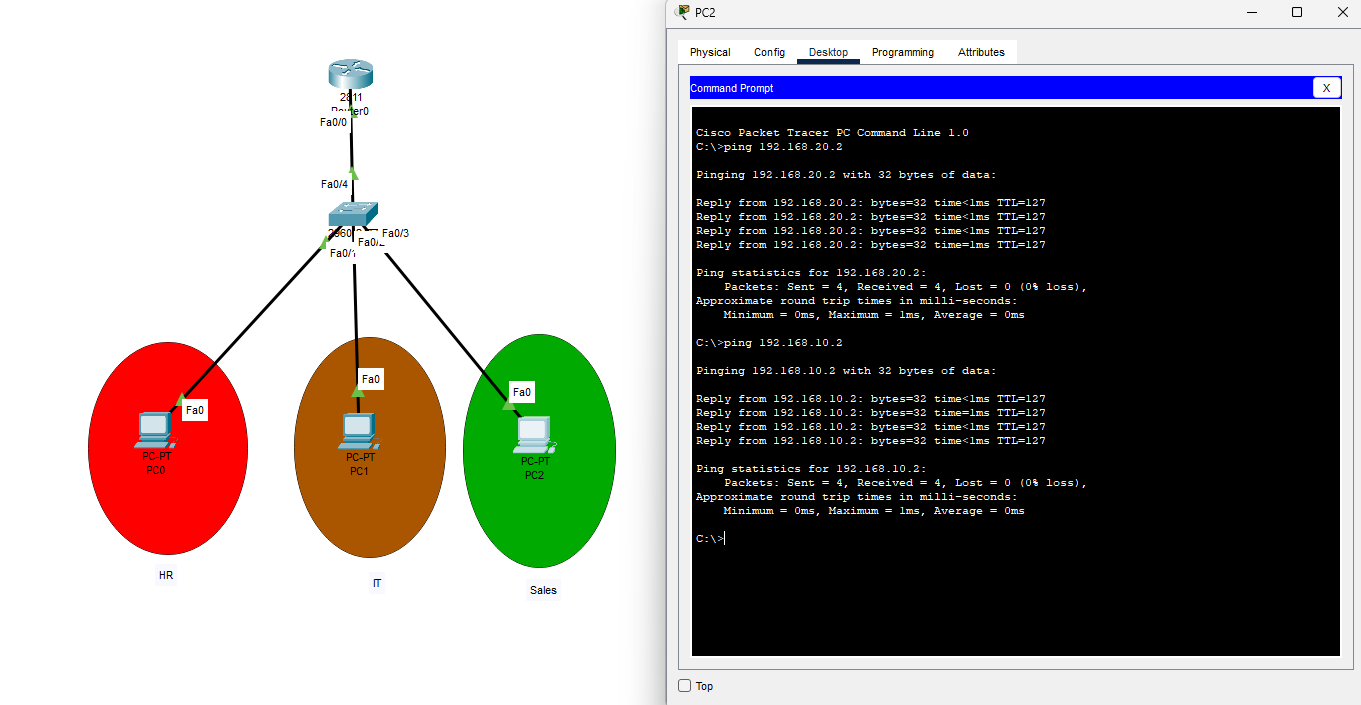 2811
Router0
Fa0/0
Fa0/4
Fa0/3
Fa0/1
Fa0
PC-PT
PC0
HR
Fa0
PC-PT
PC1
IT
Fa0
PC-PT
PC2
Sales
PC2
Physical Config Desktop Programming Attributes
Command Prompt
X
Cisco Packet Tracer PC Command Line 1.0
C:\>ping 192.168.20.2
Pinging 192.168.20.2 with 32 bytes of data:
Reply from 192.168.20.2: bytes=32 time<1ms TTL=127
Reply from 192.168.20.2: bytes=32 time<1ms TTL=127
Reply from 192.168.20.2: bytes=32 time<1ms TTL=127
Reply from 192.168.20.2: bytes=32 time=1ms TTL=127
Ping statistics for 192.168.20.2:
Packets: Sent = 4, Received = 4, Lost = 0 (0% loss),
Approximate round trip times in milli-seconds:
Minimum = 0ms, Maximum = 1ms, Average = 0ms
C:\>ping 192.168.10.2
Pinging 192.168.10.2 with 32 bytes of data:
Reply from 192.168.10.2: bytes=32 time<1ms TTL=127
Reply from 192.168.10.2: bytes=32 time=1ms TTL=127
Reply from 192.168.10.2: bytes=32 time<1ms TTL=127
Reply from 192.168.10.2: bytes=32 time<1ms TTL=127
Ping statistics for 192.168.10.2:
Packets: Sent = 4, Received = 4, Lost = 0 (0% loss),
Approximate round trip times in milli-seconds:
Minimum = 0ms, Maximum = 1ms, Average = 0ms
C:\>
Top